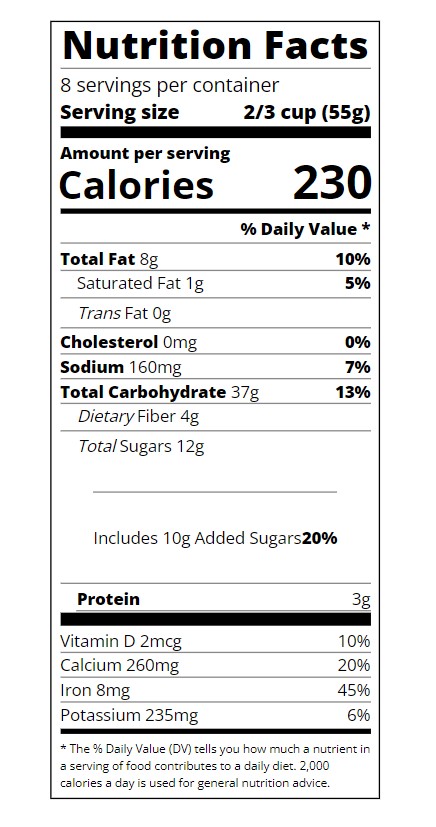 Nutrition Facts
8 servings per container
Serving size 2/3 cup (55g)
Amount per serving
Calories 230
% Daily Value *
Total Fat 8g 10%
Saturated Fat 1g 5%
Trans Fat 0g
Cholesterol 0mg 0%
Sodium 160mg 7%
Total Carbohydrate 37g 13%
Dietary Fiber 4g
Total Sugars 12g
Includes 10g Added Sugars20%
Protein 3g
Vitamin D 2mcg 10%
Calcium 260mg 20%
Iron 8mg 45%
Potassium 235mg 6%
* The % Daily Value (DV) tells you how much a nutrient in
a serving of food contributes to a daily diet. 2,000
calories a day is used for general nutrition advice.